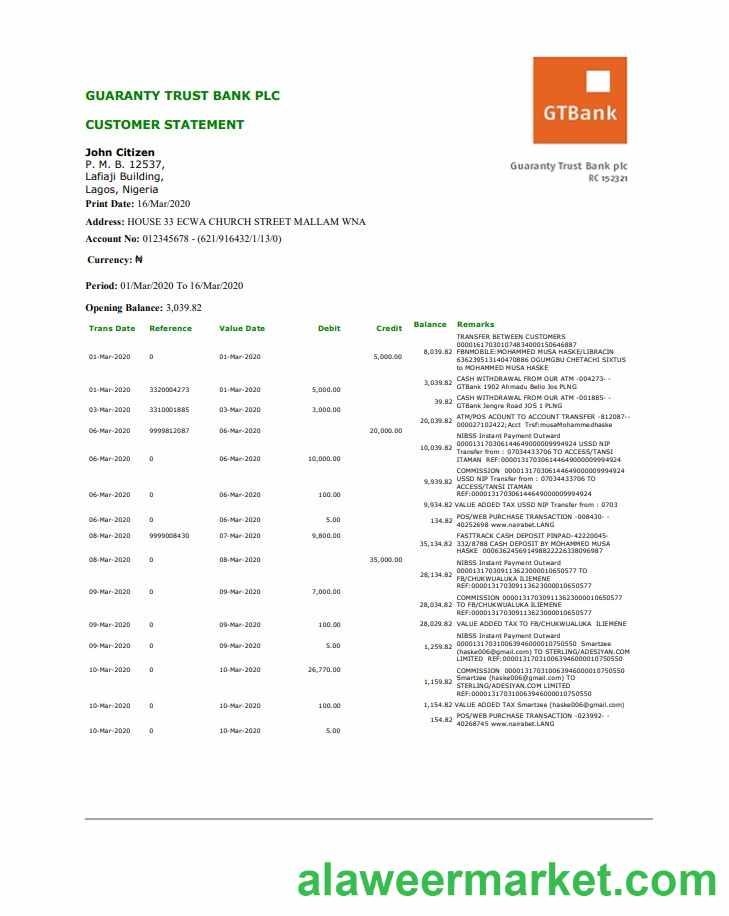 GTBank
GUARANTY TRUST BANK PLC
CUSTOMER STATEMENT
Guaranty Trust Bank plc
RC 152321
John Citizen
P. M. B. 12537,
Lafiaji Building,
Lagos, Nigeria
Print Date: 16/Mar/2020
Address: HOUSE 33 ECWA CHURCH STREET MALLAM WNA
Account No: 012345678 - (621/916432/1/13/0)
Currency: ₦
Period: 01/Mar/2020 To 16/Mar/2020
Opening Balance: 3,039.82
Trans Date Reference Value Date Debit Credit Balance Remarks
TRANSFER BETWEEN CUSTOMERS
000016170301074834000150646887
01-Mar-2020 0 01-Mar-2020 5,000.00 8,039.82 FBNMOBILE:MOHAMMED MUSA HASKE/LIBRACIN
636239513140470886 OGUMGBU CHETACHI SIXTUS
to MOHAMMED MUSA HASKE
01-Mar-2020 3320004273 01-Mar-2020 5,000.00 3,039.82 CASH WITHDRAWAL FROM OUR ATM -004273- -
GTBank 1902 Ahmadu Bello Jos PLNG
03-Mar-2020 3310001885 03-Mar-2020 3,000.00 39.82 CASH WITHDRAWAL FROM OUR ATM -001885- -
GTBank Jengre Road JOS 1 PLNG
06-Mar-2020 9999812087 06-Mar-2020 20,000.00 20,039.82 ATM/POS ACOUNT TO ACCOUNT TRANSFER -812087--
000027102422;Acct Trsf:musaMohammedhaske
NIBSS Instant Payment Outward
000013170306144649000009994924 USSD NIP
06-Mar-2020 0 06-Mar-2020 10,000.00 10,039.82 Transfer from : 07034433706 TO ACCESS/TANSI
ITAMAN REF:000013170306144649000009994924
COMMISSION 000013170306144649000009994924
06-Mar-2020 0 06-Mar-2020 100.00 9,939.82 USSD NIP Transfer from : 07034433706 TO
ACCESS/TANSI ITAMAN
REF:000013170306144649000009994924
06-Mar-2020 0 06-Mar-2020 5.00 9,934.82 VALUE ADDED TAX USSD NIP Transfer from : 0703
08-Mar-2020 9999008430 07-Mar-2020 9,800.00 134.82 POS/WEB PURCHASE TRANSACTION -008430- -
40252698 www.nairabet.LANG
FASTTRACK CASH DEPOSIT PINPAD-42220045-
08-Mar-2020 0 08-Mar-2020 35,000.00 35,134.82 332/8788 CASH DEPOSIT BY MOHAMMED MUSA
HASKE 000636245691498822226338096987
NIBSS Instant Payment Outward
000013170309113623000010650577 TO
09-Mar-2020 0 09-Mar-2020 7,000.00 28,134.82 FB/CHUKWUALUKA ILIEMENE
REF:000013170309113623000010650577
COMMISSION 000013170309113623000010650577
09-Mar-2020 0 09-Mar-2020 100.00 28,034.82 TO FB/CHUKWUALUKA ILIEMENE
REF:000013170309113623000010650577
09-Mar-2020 0 09-Mar-2020 5.00 28,029.82 VALUE ADDED TAX TO FB/CHUKWUALUKA ILIEMENE
NIBSS Instant Payment Outward
10-Mar-2020 0 10-Mar-2020 26,770.00 1,259.82 000013170310063946000010750550 Smartzee
(haske006@gmail.com) TO STERLING/ADESIYAN.COM
LIMITED REF:000013170310063946000010750550
COMMISSION 000013170310063946000010750550
10-Mar-2020 0 10-Mar-2020 100.00 1,159.82 Smartzee (haske006@gmail.com) TO
STERLING/ADESIYAN,COM LIMITED
REF:000013170310063946000010750550
10-Mar-2020 0 10-Mar-2020 5.00 1,154.82 VALUE ADDED TAX Smartzee (haske006@gmail.com)
154.82 POS/WEB PURCHASE TRANSACTION -023992- -
40268745 www.nairabet.LANG
alaweermarket.com